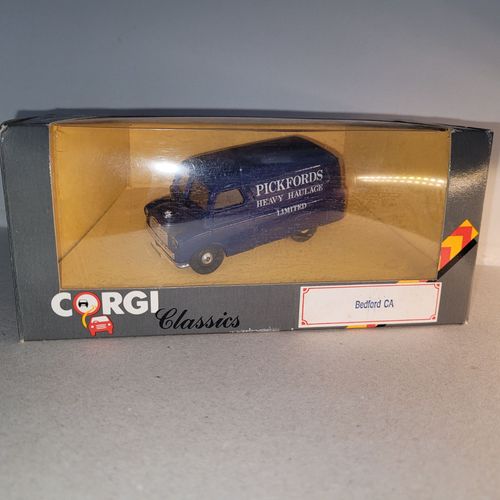 PICKFORDS
HEAVY HAULAGE
LIMITED
CORGI
Classics
Bedford CA